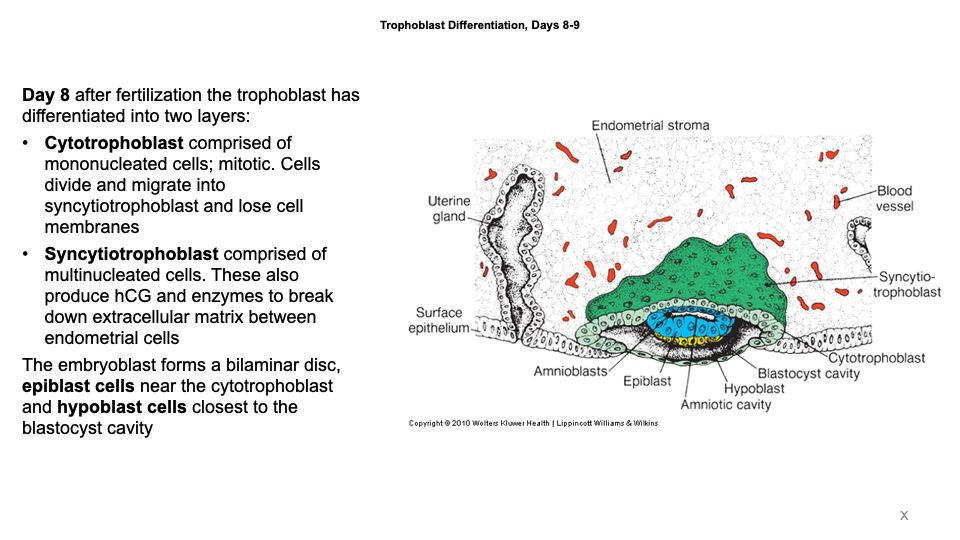 Trophoblast Differentiation, Days 8-9
Day 8 after fertilization the trophoblast has
differentiated into two layers:
• Cytotrophoblast comprised of
mononucleated cells; mitotic. Cells
divide and migrate into
syncytiotrophoblast and lose cell
membranes
• Syncytiotrophoblast comprised of
multinucleated cells. These also
produce hCG and enzymes to break
down extracellular matrix between
endometrial cells
The embryoblast forms a bilaminar disc,
epiblast cells near the cytotrophoblast
and hypoblast cells closest to the
blastocyst cavity
Endometrial stroma
Uterine
gland
Blood
vessel
Syncytio-
trophoblast
Surface
epithelium
Cytotrophoblast
Amnioblasts
Blastocyst cavity
Epiblast
Hypoblast
Amniotic cavity
Copyright © 2010 Wolters Kluwer Health | Lippincott Williams & Wilkins
X